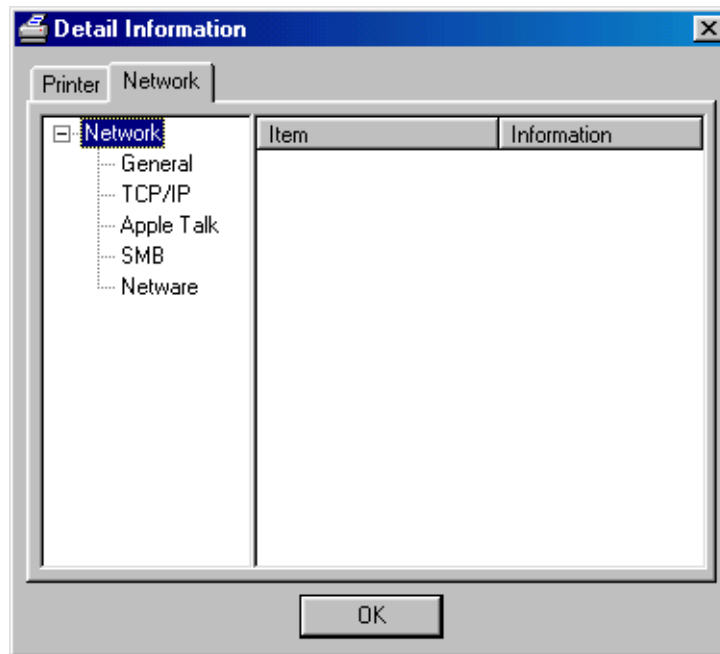 Detail Information
Printer Network
Network
General
TCP/IP
Apple Talk
SMB
Netware
Item Information
OK